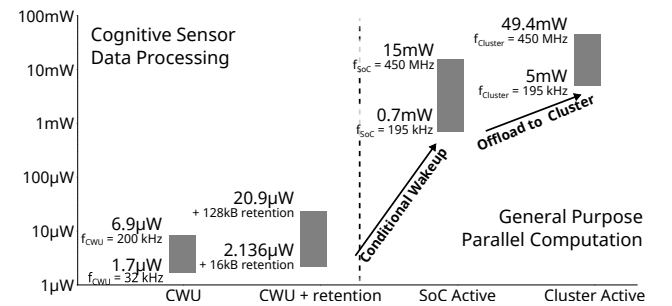 100mW
10mW
1mW
100µW
10µW
1µW
Cognitive Sensor
Data Processing
6.9µW
fCWU = 200 kHz
1.7µW
fCWU = 32 kHz
20.9µW
+ 128kB retention
2.136µW
+ 16kB retention
15mW
fSoC = 450 MHz
0.7mW
fSoC = 195 kHz
49.4mW
fCluster = 450 MHz
5mW
fCluster = 195 kHz
Conditional Wakeup
Offload to Cluster
General Purpose
Parallel Computation
CWU
CWU + retention
SoC Active
Cluster Active